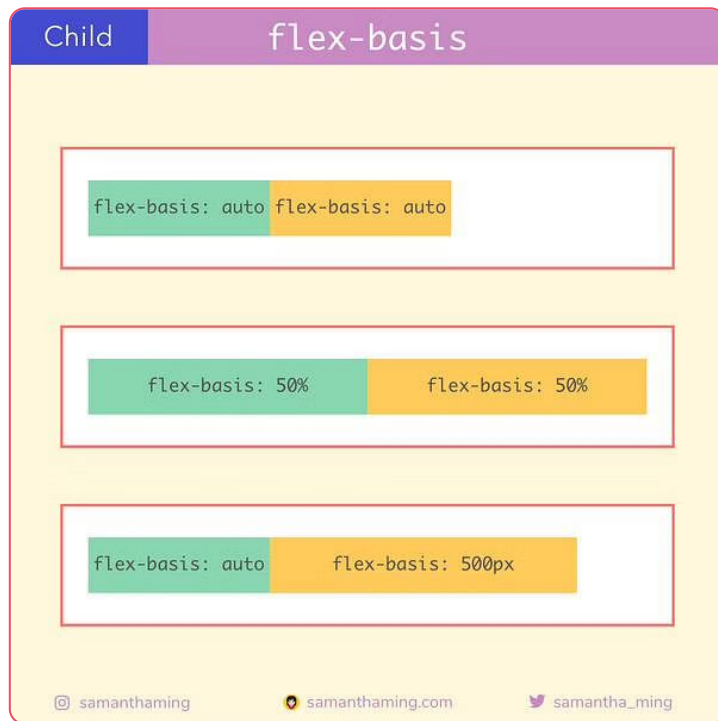 Child flex-basis
flex-basis: auto flex-basis: auto
flex-basis: 50% flex-basis: 50%
flex-basis: auto flex-basis: 500px
samanthaming samanthaming.com samantha_ming